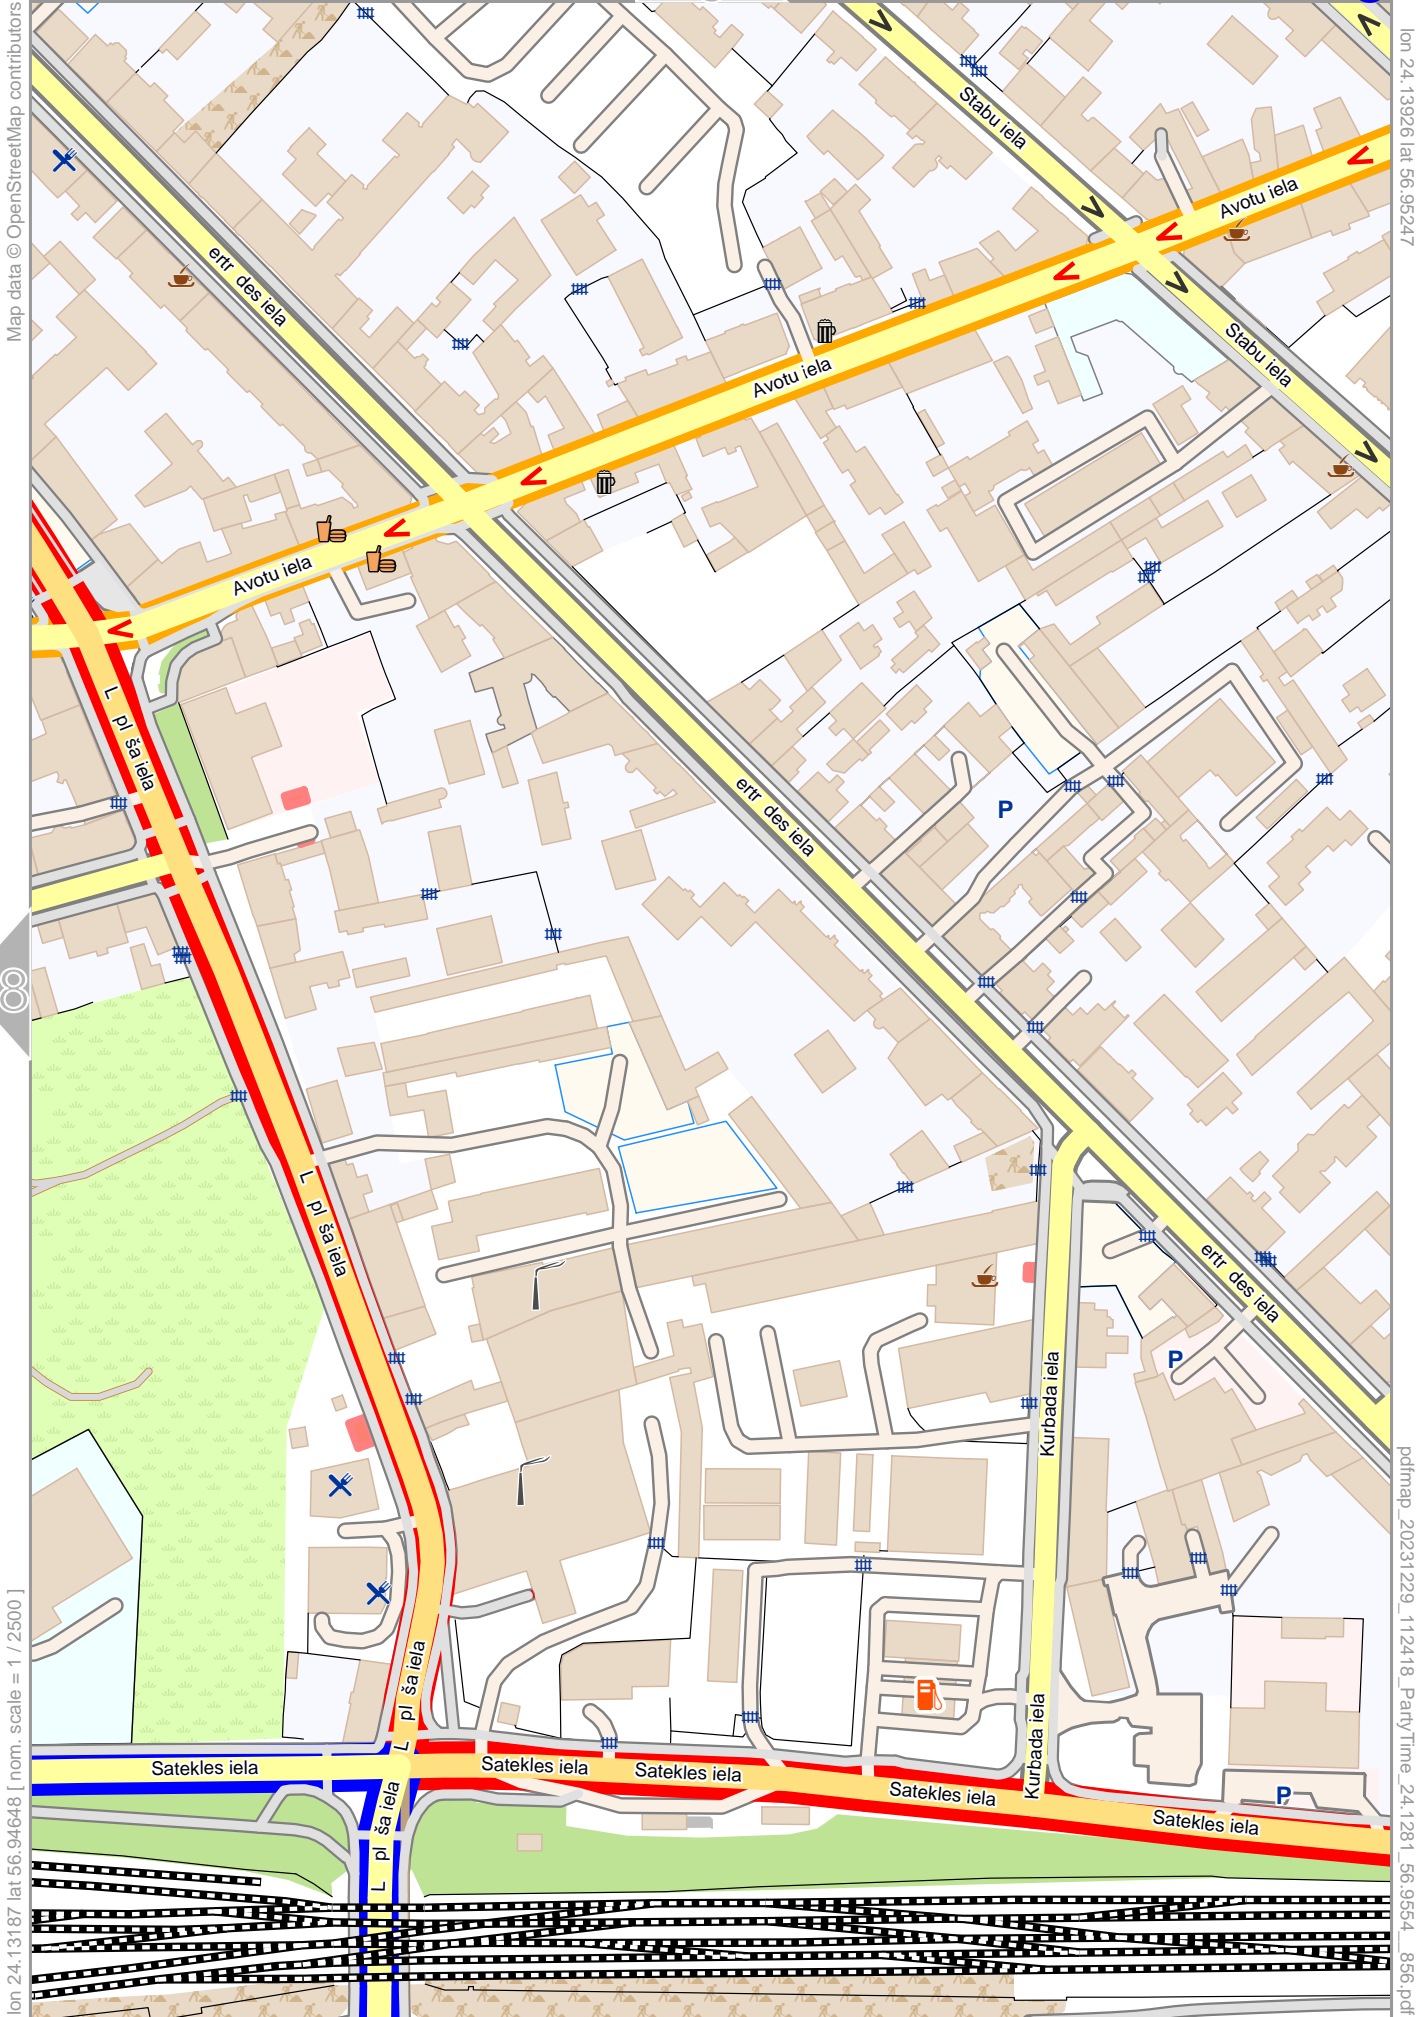 Map data © OpenStreetMap contributors
lon 24.13926 lat 56.95247
Stabu iela
Avotu iela
ertr des iela
Stabu iela
Avotu iela
Avotu iela
L pl ša iela
ertr des iela
P
8
L pl ša iela
ertr des iela
P
Kurbada iela
L pl ša iela
Kurbada iela
Satekles iela
Satekles iela
Satekles iela
Satekles iela
P
Satekles iela
L pl ša iela
lon 24.13187 lat 56.94648 [ nom. scale = 1 / 2500 ]
pdfmap_20231229_112418_PartyTime_24.1281_56.9554__856.pdf